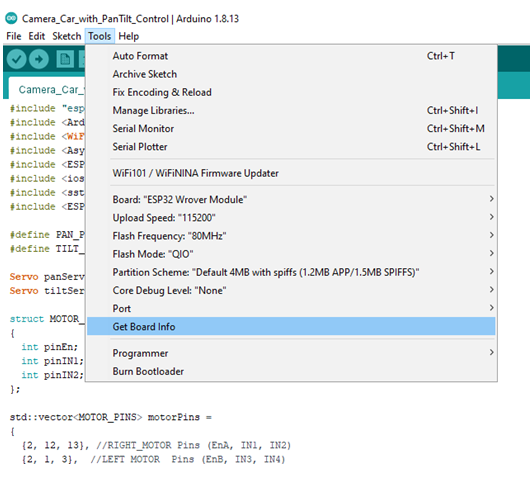 Camera_Car_with_PanTilt_Control | Arduino 1.8.13
File Edit Sketch Tools Help
Camera_Car_
Auto Format Ctrl+T
Archive Sketch
Fix Encoding & Reload
Manage Libraries... Ctrl+Shift+I
Serial Monitor Ctrl+Shift+M
Serial Plotter Ctrl+Shift+L
WiFi101 / WiFiNINA Firmware Updater
Board: "ESP32 Wrover Module"
Upload Speed: "115200"
Flash Frequency: "80MHz"
Flash Mode: "QIO"
Partition Scheme: "Default 4MB with spiffs (1.2MB APP/1.5MB SPIFFS)"
Core Debug Level: "None"
Port
Get Board Info
Programmer
Burn Bootloader
#include "esp
#include <Ard
#include <WiF
#include <Asy
#include <ESP
#include <ios
#include <sst
#include <ESP
#define PAN_P
#define TILT_
Servo panServ
Servo tiltSer
struct MOTOR_
{
int pinEn;
int pinIN1;
int pinIN2;
};
std::vector<MOTOR_PINS> motorPins =
{
{2, 12, 13}, //RIGHT_MOTOR Pins (EnA, IN1, IN2)
{2, 1, 3}, //LEFT_MOTOR Pins (EnB, IN3, IN4)